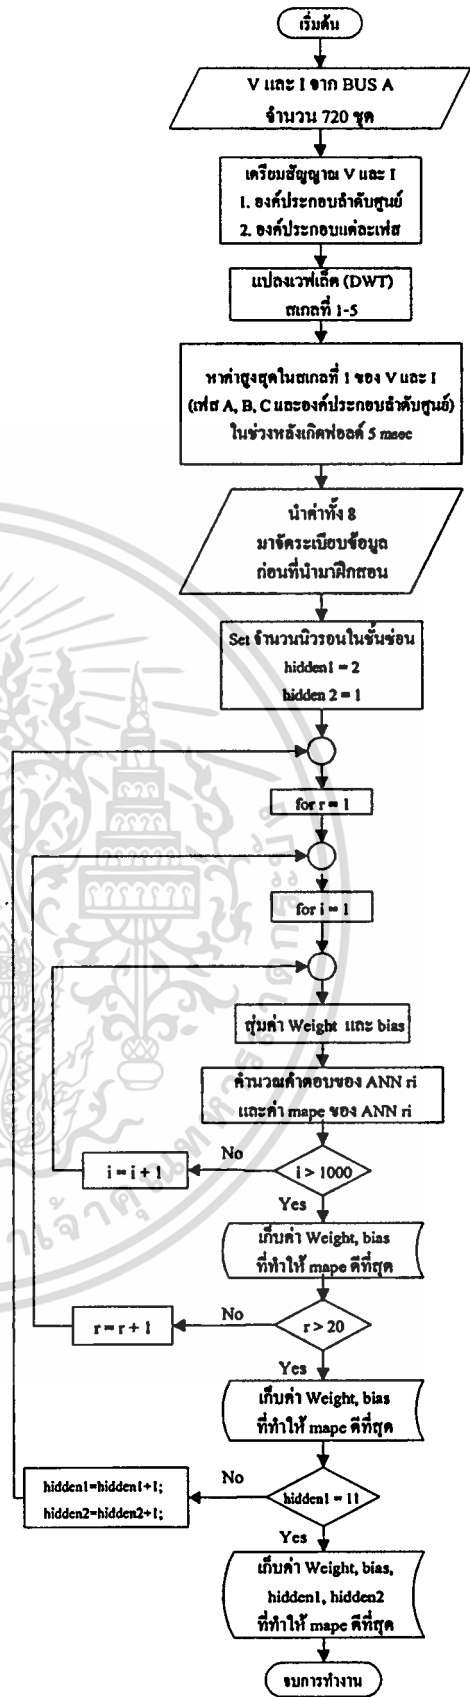 เริ่มต้น
V และ I จาก BUS A
จำนวน 720 ชุด
เตรียมสัญญาณ V และ I
1. องค์ประกอบลำดับศูนย์
2. องค์ประกอบแต่ละเฟส
แปลงเวฟเล็ต (DWT)
สเกลที่ 1-5
หาค่าสูงสุดในสเกลที่ 1 ของ V และ I
(เฟส A, B, C และองค์ประกอบลำดับศูนย์)
ในช่วงหลังเกิดฟอลต์ 5 msec
นำค่าทั้ง 8
มาจัดระเบียบข้อมูล
ก่อนที่นำมาฝึกสอน
Set จำนวนนิวรอนในชั้นซ่อน
hidden1 = 2
hidden 2 = 1
for r = 1
for i = 1
สุ่มค่า Weight และ bias
คำนวณคำตอบของ ANN ri
และค่า mape ของ ANN ri
i > 1000
No
i = i + 1
Yes
เก็บค่า Weight, bias
ที่ทำให้ mape ดีที่สุด
r > 20
No
r = r + 1
Yes
เก็บค่า Weight, bias
ที่ทำให้ mape ดีที่สุด
hidden1 = 11
No
hidden1=hidden1+1;
hidden2=hidden2+1;
Yes
เก็บค่า Weight, bias,
hidden1, hidden2
ที่ทำให้ mape ดีที่สุด
จบการทำงาน